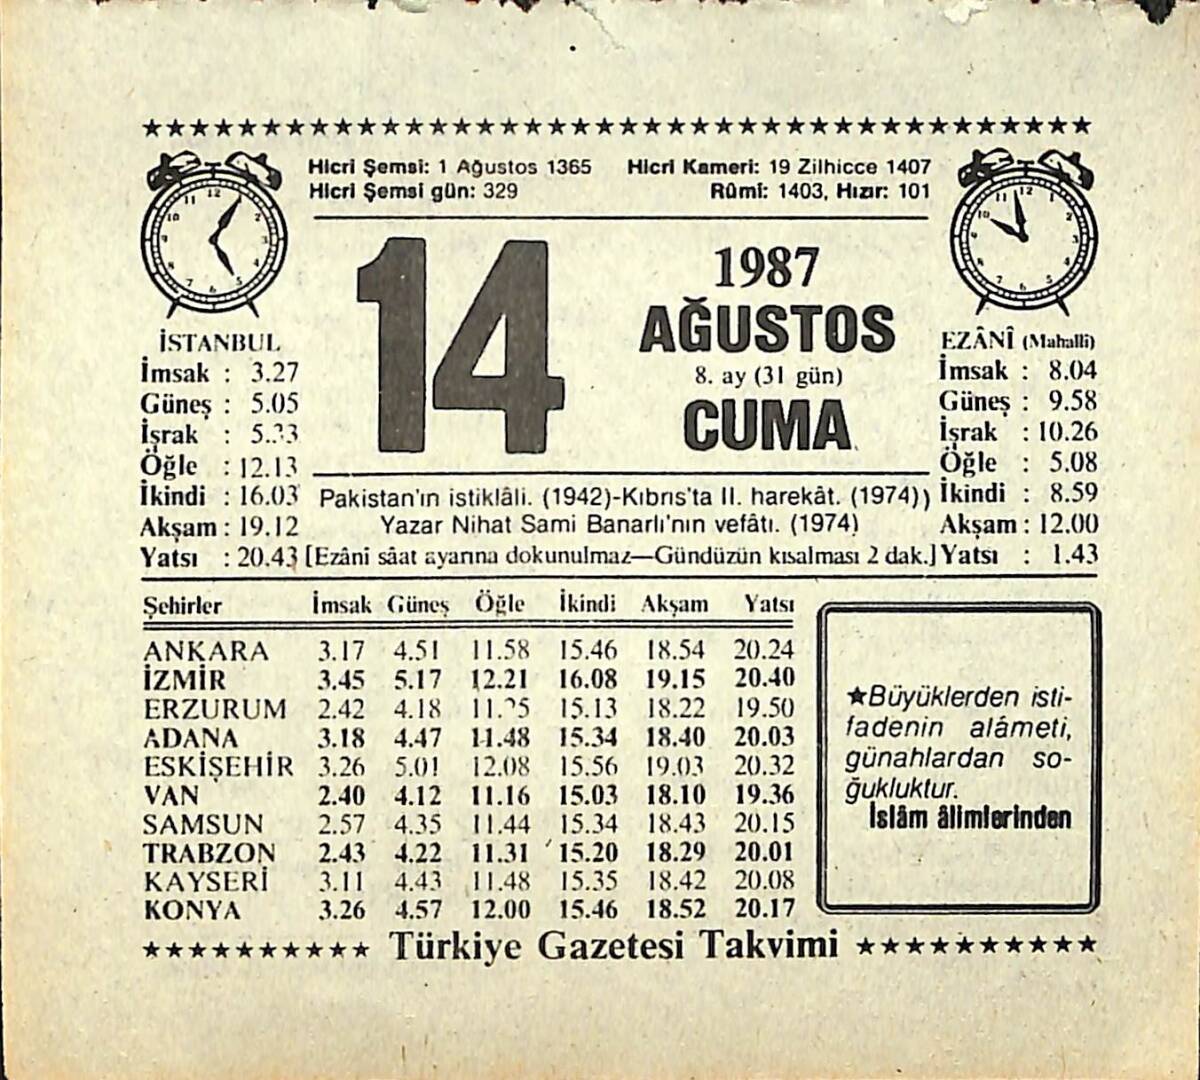 Hicri Şemsi: 1 Ağustos 1365
Hicri Şemsi gün: 329
Hicri Kameri: 19 Zilhicce 1407
Rûmi: 1403, Hızır: 101
14
1987
AĞUSTOS
8. ay (31 gün)
CUMA
İSTANBUL
İmsak : 3.27
Güneş : 5.05
İşrak : 5.33
Öğle : 12.13
İkindi : 16.03
Akşam : 19.12
Yatsı : 20.43
EZÂNÎ (Mahallî)
İmsak : 8.04
Güneş : 9.58
İşrak : 10.26
Öğle : 5.08
İkindi : 8.59
Akşam : 12.00
Yatsı : 1.43
Pakistan'ın istiklâli. (1942)-Kıbrıs'ta II. harekât. (1974))
Yazar Nihat Sami Banarlı'nın vefâtı. (1974)
[Ezânî sâat ayarına dokunulmaz—Gündüzün kısalması 2 dak.]
Şehirler İmsak Güneş Öğle İkindi Akşam Yatsı
ANKARA 3.17 4.51 11.58 15.46 18.54 20.24
İZMİR 3.45 5.17 12.21 16.08 19.15 20.40
ERZURUM 2.42 4.18 15.13 18.22 19.50
ADANA 3.18 4.47 11.48 15.34 18.40 20.03
ESKİŞEHİR 3.26 5.01 12.08 15.56 19.03 20.32
VAN 2.40 4.12 11.16 15.03 18.10 19.36
SAMSUN 2.57 4.35 11.44 15.34 18.43 20.15
TRABZON 2.43 4.22 11.31 15.20 18.29 20.01
KAYSERİ 3.11 4.43 11.48 15.35 18.42 20.08
KONYA 3.26 4.57 12.00 15.46 18.52 20.17
★Büyüklerden isti-
fadenin alâmeti,
günahlardan so-
ğukluktur.
İslâm âlimlerinden
Türkiye Gazetesi Takvimi